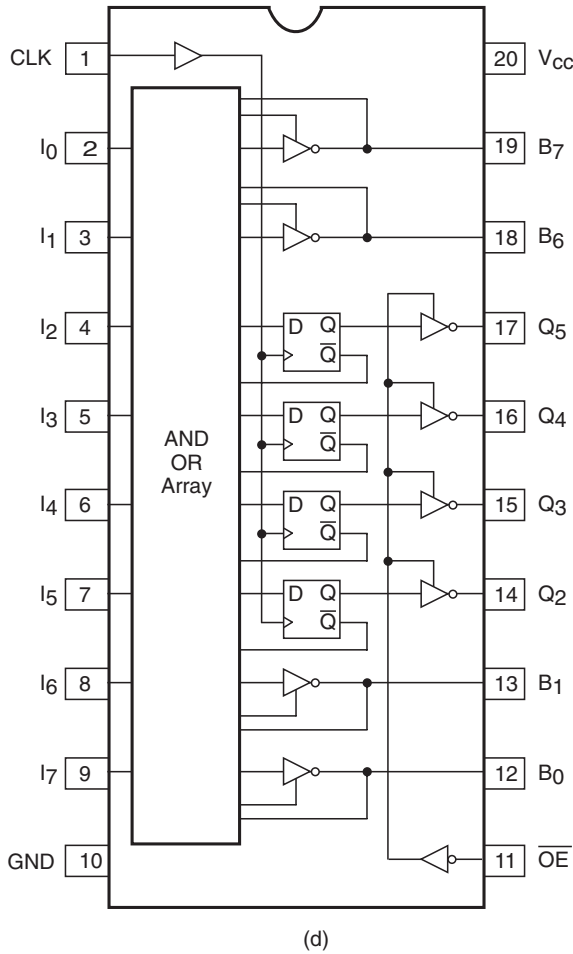 CLK 1 20 VCC
I0 2 19 B7
I1 3 18 B6
I2 4 D Q Q̅ 17 Q5
I3 5 D Q Q̅ 16 Q4
AND
OR
Array
I4 6 D Q Q̅ 15 Q3
I5 7 D Q Q̅ 14 Q2
I6 8 13 B1
I7 9 12 B0
GND 10 11 O̅E̅
(d)